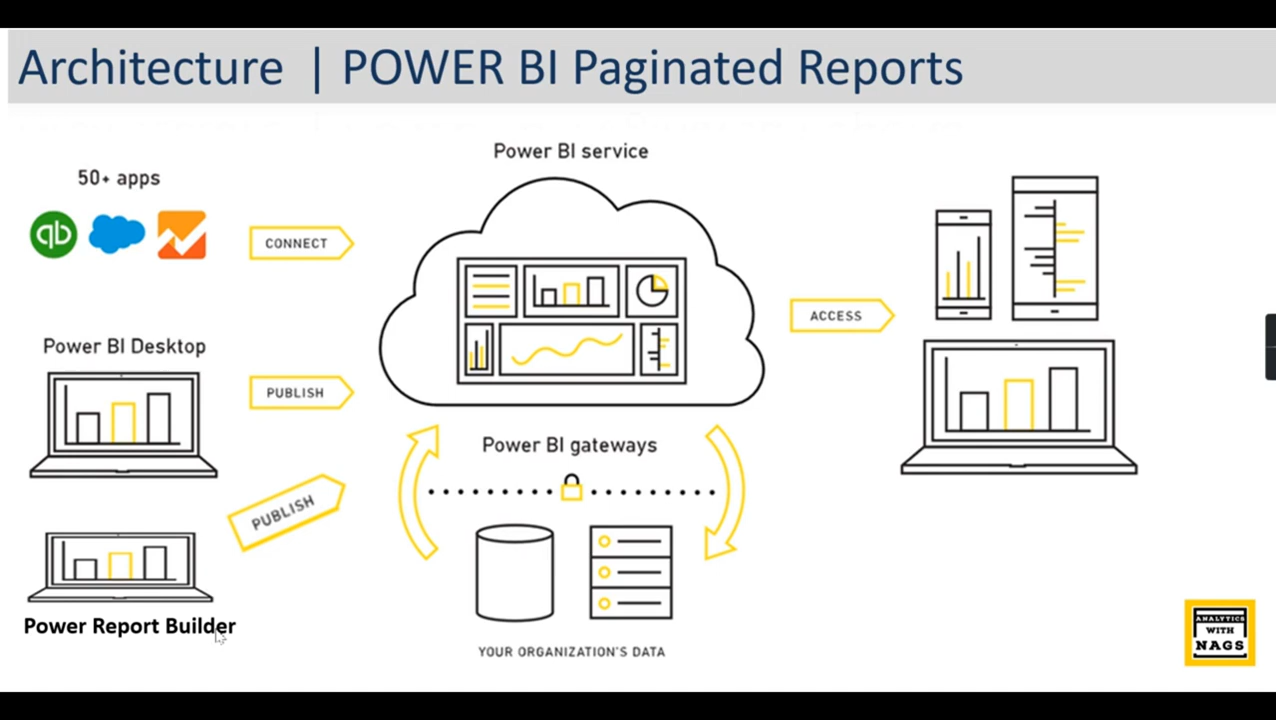 Architecture | POWER BI Paginated Reports
Power BI service
50+ apps
qb
CONNECT
ACCESS
Power BI Desktop
PUBLISH
Power BI gateways
PUBLISH
Power Report Builder
YOUR ORGANIZATION'S DATA
ANALYTICS
WITH
NAGS